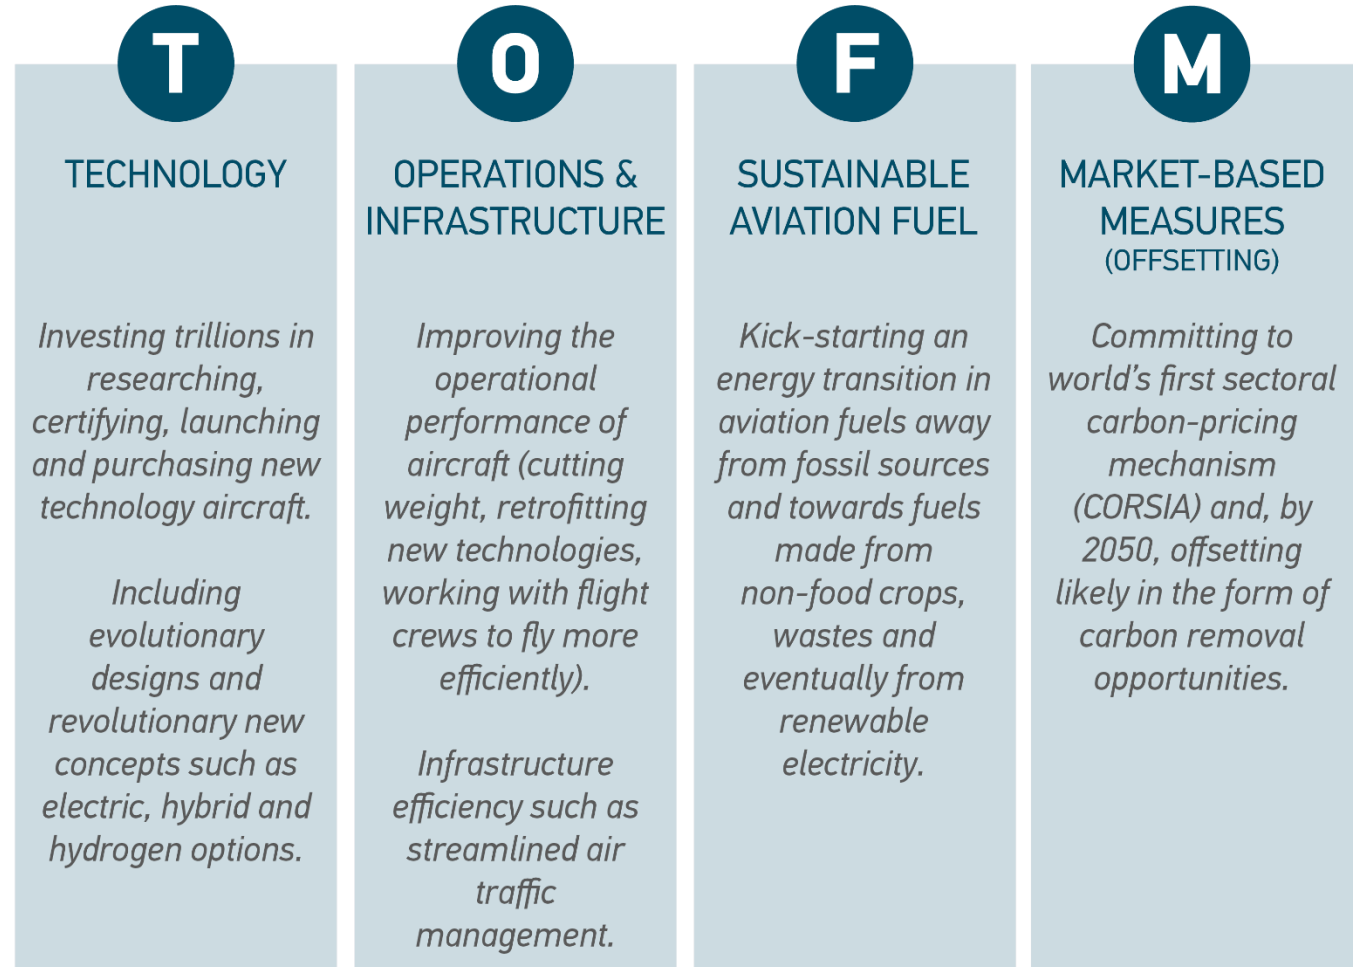 T
TECHNOLOGY
Investing trillions in
researching,
certifying, launching
and purchasing new
technology aircraft.
Including
evolutionary
designs and
revolutionary new
concepts such as
electric, hybrid and
hydrogen options.
O
OPERATIONS &
INFRASTRUCTURE
Improving the
operational
performance of
aircraft (cutting
weight, retrofitting
new technologies,
working with flight
crews to fly more
efficiently).
Infrastructure
efficiency such as
streamlined air
traffic
management.
F
SUSTAINABLE
AVIATION FUEL
Kick-starting an
energy transition in
aviation fuels away
from fossil sources
and towards fuels
made from
non-food crops,
wastes and
eventually from
renewable
electricity.
M
MARKET-BASED
MEASURES
(OFFSETTING)
Committing to
world's first sectoral
carbon-pricing
mechanism
(CORSIA) and, by
2050, offsetting
likely in the form of
carbon removal
opportunities.